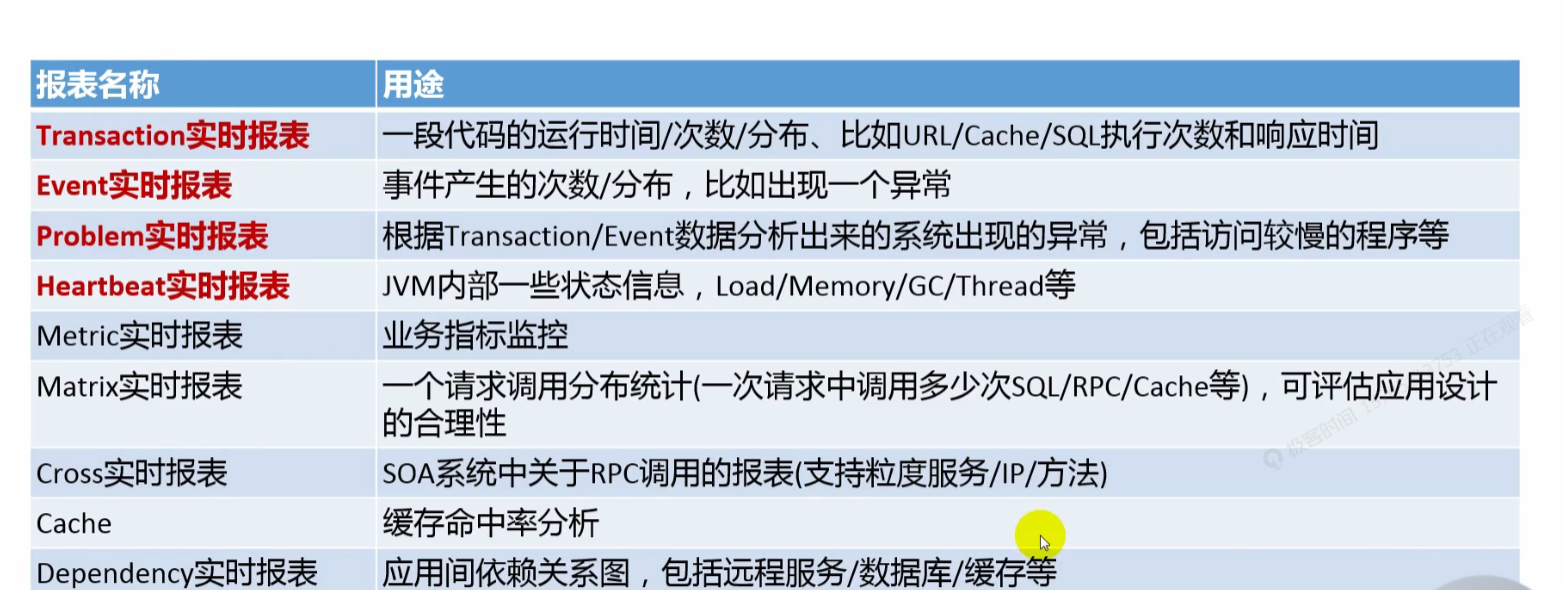 报表名称 用途
Transaction实时报表 一段代码的运行时间/次数/分布、比如URL/Cache/SQL执行次数和响应时间
Event实时报表 事件产生的次数/分布，比如出现一个异常
Problem实时报表 根据Transaction/Event数据分析出来的系统出现的异常，包括访问较慢的程序等
Heartbeat实时报表 JVM内部一些状态信息，Load/Memory/GC/Thread等
Metric实时报表 业务指标监控
Matrix实时报表 一个请求调用分布统计(一次请求中调用多少次SQL/RPC/Cache等)，可评估应用设计
的合理性
Cross实时报表 SOA系统中关于RPC调用的报表(支持粒度服务/IP/方法)
Cache 缓存命中率分析
Dependency实时报表 应用间依赖关系图，包括远程服务/数据库/缓存等
极客时间 正在观看